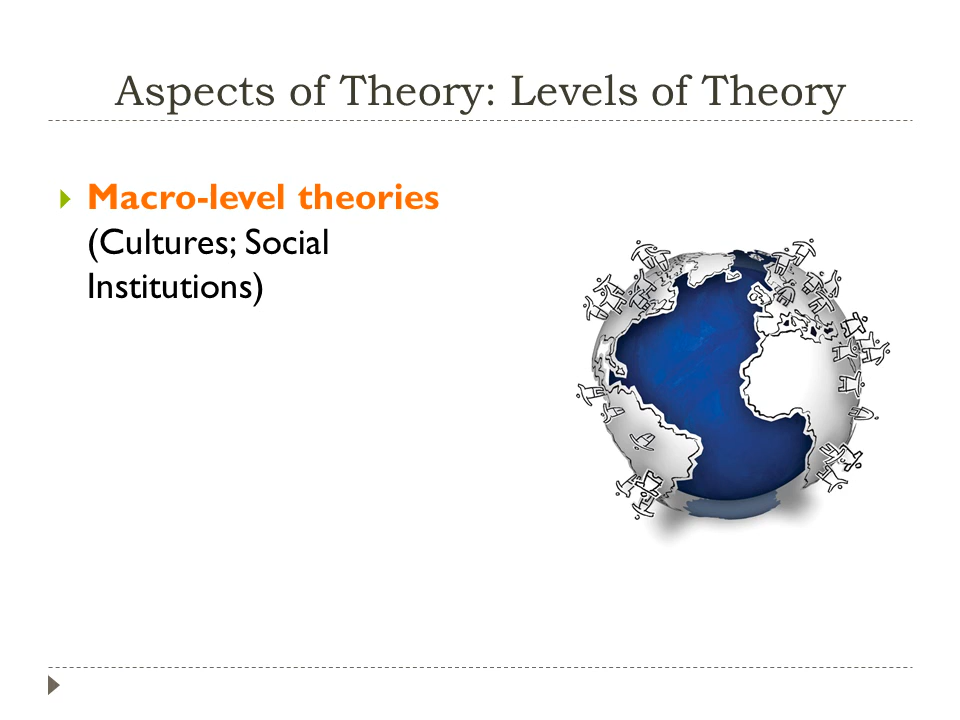 Aspects of Theory: Levels of Theory
Macro-level theories
(Cultures; Social
Institutions)